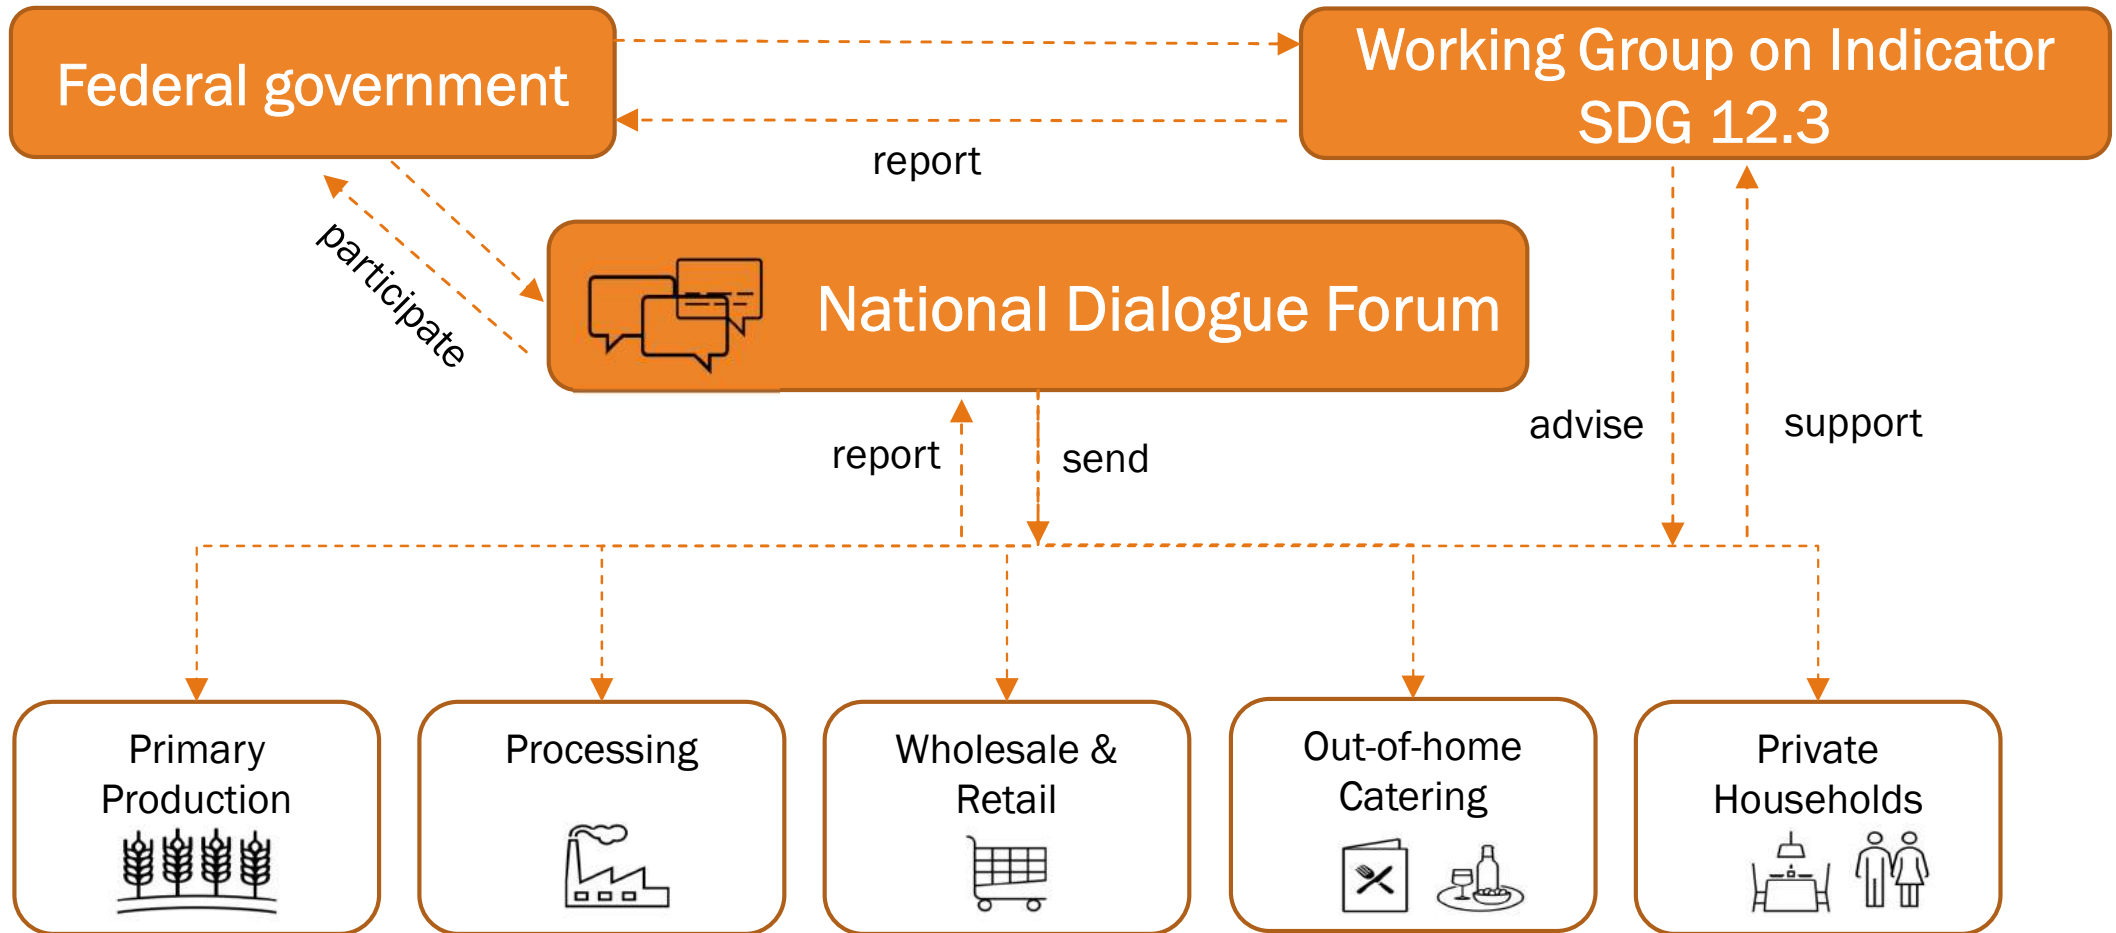 Federal government
Working Group on Indicator
SDG 12.3
report
participate
National Dialogue Forum
report
send
advise
support
Primary
Production
Processing
Wholesale &
Retail
Out-of-home
Catering
Private
Households